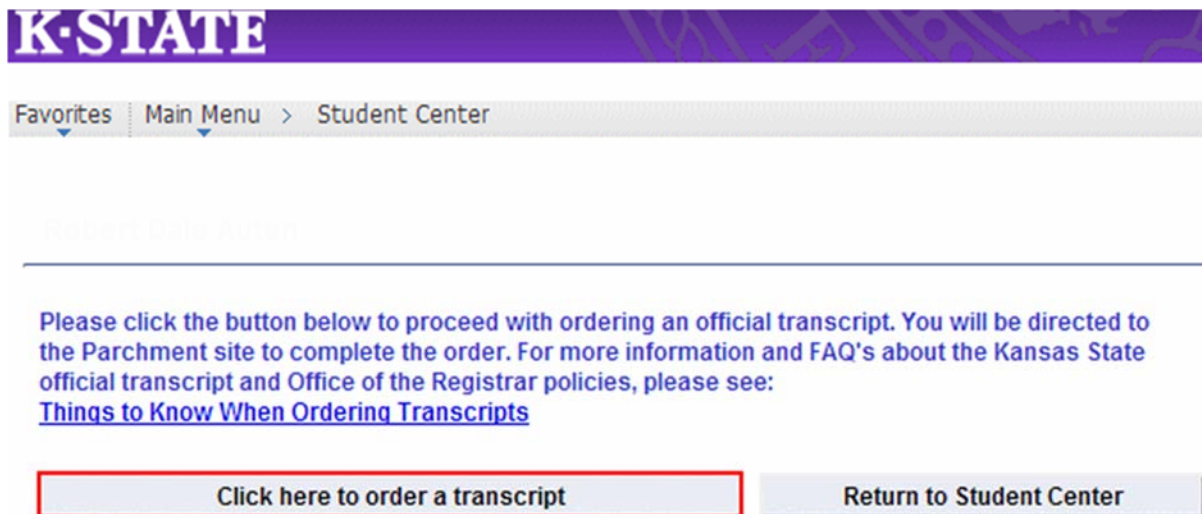 K-STATE
Favorites Main Menu > Student Center
Please click the button below to proceed with ordering an official transcript. You will be directed to
the Parchment site to complete the order. For more information and FAQ's about the Kansas State
official transcript and Office of the Registrar policies, please see:
Things to Know When Ordering Transcripts
Click here to order a transcript Return to Student Center